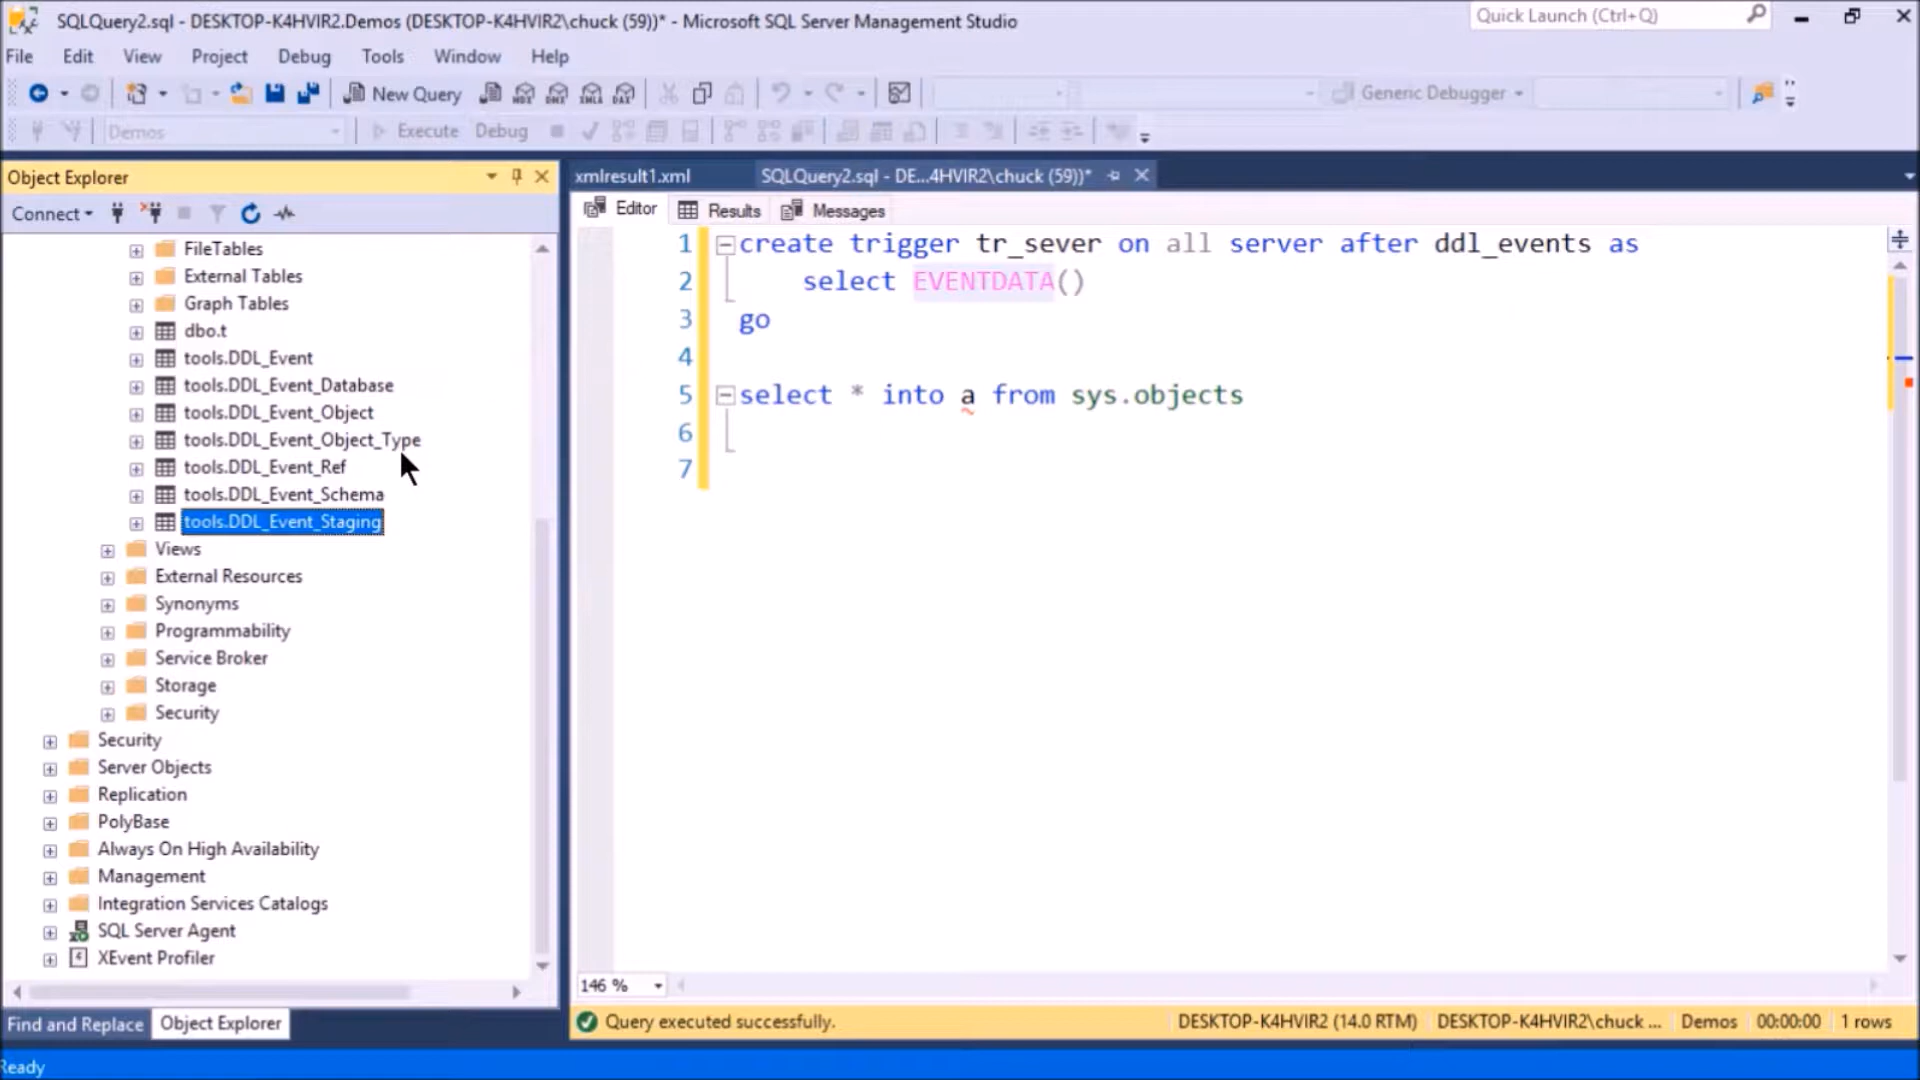 SQLQuery2.sql - DESKTOP-K4HVIR2.Demos (DESKTOP-K4HVIR2\chuck (59))* - Microsoft SQL Server Management Studio
Quick Launch (Ctrl+Q)
File Edit View Project Debug Tools Window Help
New Query MDX DMX XMLA DAX Generic Debugger
Demos Execute Debug
Object Explorer
xmlresult1.xml SQLQuery2.sql - DE...4HVIR2\chuck (59))*
Connect
Editor Results Messages
FileTables
External Tables
Graph Tables
dbo.t
tools.DDL_Event
tools.DDL_Event_Database
tools.DDL_Event_Object
tools.DDL_Event_Object_Type
tools.DDL_Event_Ref
tools.DDL_Event_Schema
tools.DDL_Event_Staging
Views
External Resources
Synonyms
Programmability
Service Broker
Storage
Security
Security
Server Objects
Replication
PolyBase
Always On High Availability
Management
Integration Services Catalogs
SQL Server Agent
XEvent Profiler
1 create trigger tr_sever on all server after ddl_events as
2 select EVENTDATA()
3 go
4
5 select * into a from sys.objects
6
7
146 %
Find and Replace Object Explorer
Query executed successfully. DESKTOP-K4HVIR2 (14.0 RTM) DESKTOP-K4HVIR2\chuck ... Demos 00:00:00 1 rows
Ready